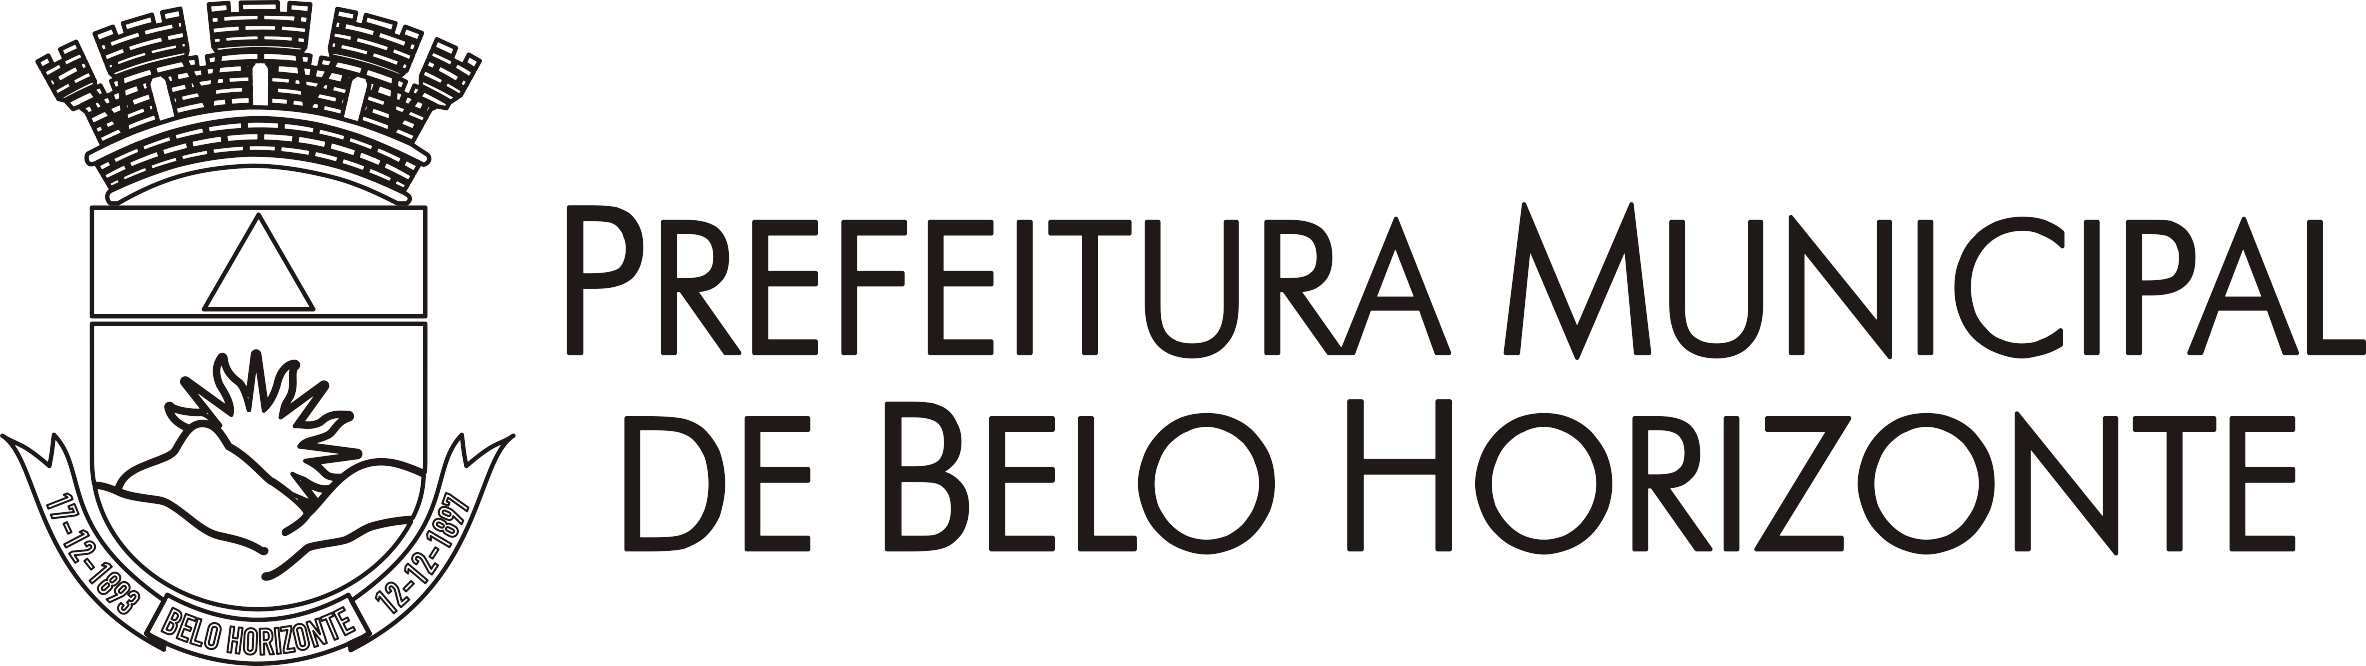 PREFEITURA MUNICIPAL
DE BELO HORIZONTE
17-12-1893
BELO HORIZONTE
12-12-1897